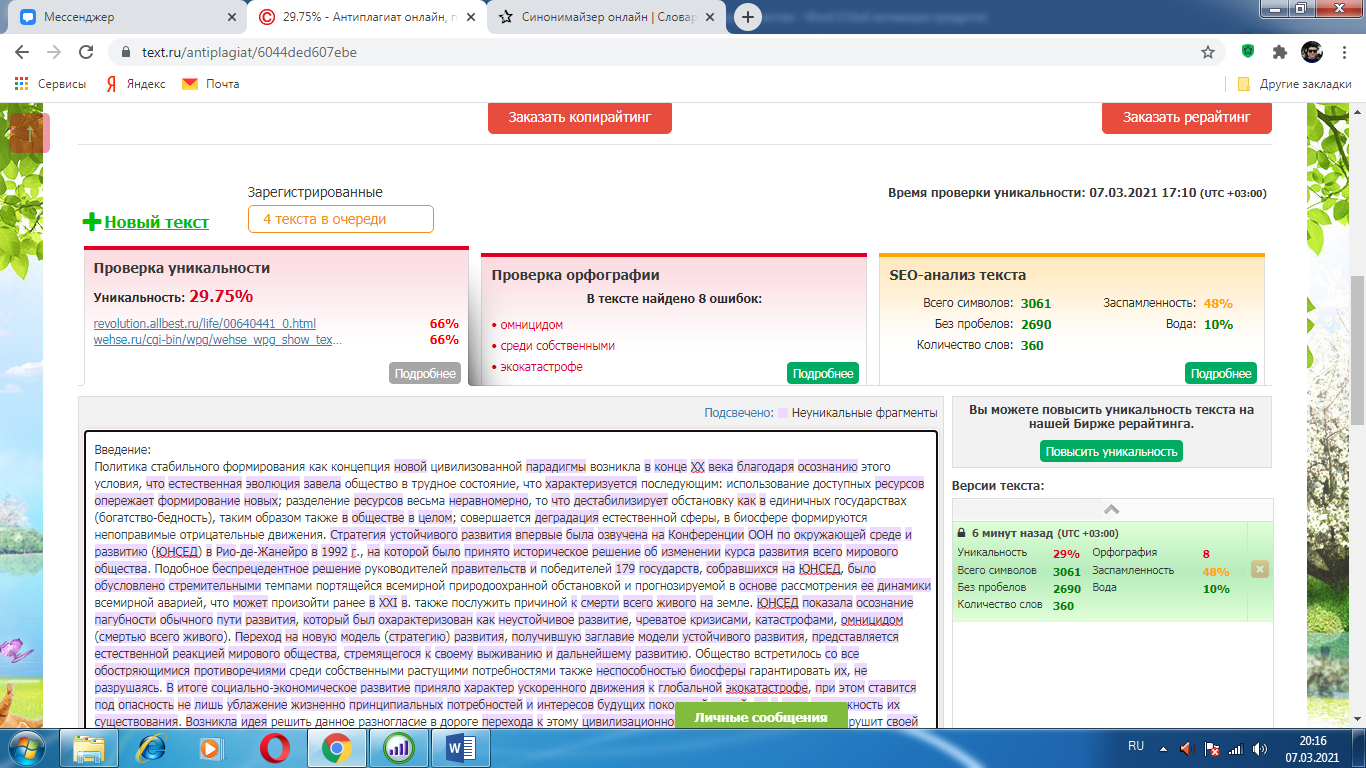 Мессенджер
29.75% - Антиплагиат онлайн, п
Синонимайзер онлайн | Словар
text.ru/antiplagiat/6044ded607ebe
Сервисы
Яндекс
Почта
Другие закладки
Заказать копирайтинг
Заказать рерайтинг
Зарегистрированные
Время проверки уникальности: 07.03.2021 17:10 (UTC +03:00)
Новый текст
4 текста в очереди
Проверка уникальности
Уникальность: 29.75%
revolution.allbest.ru/life/00640441_0.html 66%
wehse.ru/cgi-bin/wpg/wehse_wpg_show_tex... 66%
Подробнее
Проверка орфографии
В тексте найдено 8 ошибок:
• омницидом
• среди собственными
• экокатастрофе
Подробнее
SEO-анализ текста
Всего символов: 3061 Заспамленность: 48%
Без пробелов: 2690 Вода: 10%
Количество слов: 360
Подробнее
Подсвечено: Неуникальные фрагменты
Введение:
Политика стабильного формирования как концепция новой цивилизованной парадигмы возникла в конце XX века благодаря осознанию этого
условия, что естественная эволюция завела общество в трудное состояние, что характеризуется последующим: использование доступных ресурсов
опережает формирование новых; разделение ресурсов весьма неравномерно, то что дестабилизирует обстановку как в единичных государствах
(богатство-бедность), таким образом также в обществе в целом; совершается деградация естественной сферы, в биосфере формируются
непоправимые отрицательные движения. Стратегия устойчивого развития впервые была озвучена на Конференции ООН по окружающей среде и
развитию (ЮНСЕД) в Рио-де-Жанейро в 1992 г., на которой было принято историческое решение об изменении курса развития всего мирового
общества. Подобное беспрецедентное решение руководителей правительств и победителей 179 государств, собравшихся на ЮНСЕД, было
обусловлено стремительными темпами портящейся всемирной природоохранной обстановкой и прогнозируемой в основе рассмотрения ее динамики
всемирной аварией, что может произойти ранее в XXI в. также послужить причиной к смерти всего живого на земле. ЮНСЕД показала осознание
пагубности обычного пути развития, который был охарактеризован как неустойчивое развитие, чреватое кризисами, катастрофами, омницидом
(смертью всего живого). Переход на новую модель (стратегию) развития, получившую заглавие модели устойчивого развития, представляется
естественной реакцией мирового общества, стремящегося к своему выживанию и дальнейшему развитию. Общество встретилось со все
обостряющимися противоречиями среди собственными растущими потребностями также неспособностью биосферы гарантировать их, не
разрушаясь. В итоге социально-экономическое развитие приняло характер ускоренного движения к глобальной экокатастрофе, при этом ставится
под опасность не лишь ублажение жизненно принципиальных потребностей и интересов будущих поко жность их
существования. Возникла идея решить данное разногласие в дороге перехода к этому цивилизационно рушит своей
Личные сообщения
Вы можете повысить уникальность текста на
нашей Бирже рерайтинга.
Повысить уникальность
Версии текста:
6 минут назад (UTC +03:00)
Уникальность 29% Орфография 8
Всего символов 3061 Заспамленность 48%
Без пробелов 2690 Вода 10%
Количество слов 360
RU
20:16
07.03.2021